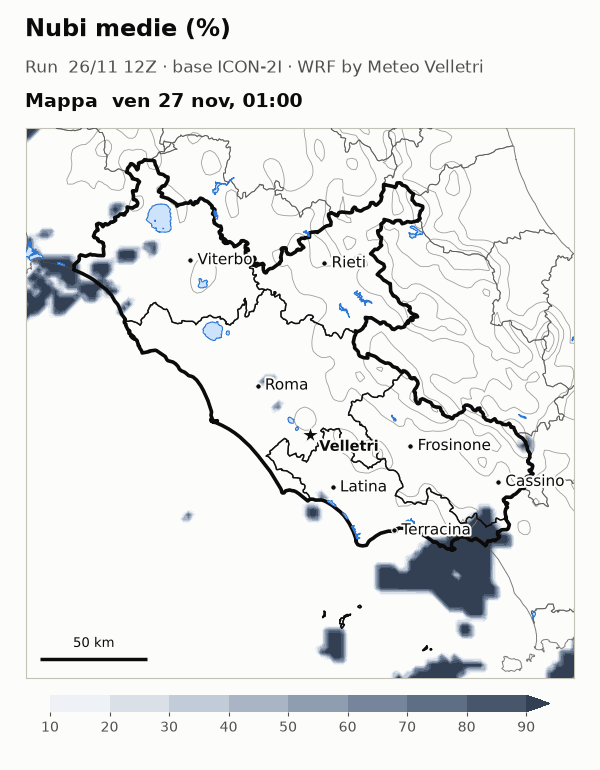 Nubi medie (%)
Run  26/11 12Z · base ICON-2I · WRF by Meteo Velletri
Mappa  ven 27 nov, 01:00
Viterbo
Rieti
Roma
Velletri
Frosinone
Cassino
Latina
Terracina
50 km
10 20 30 40 50 60 70 80 90